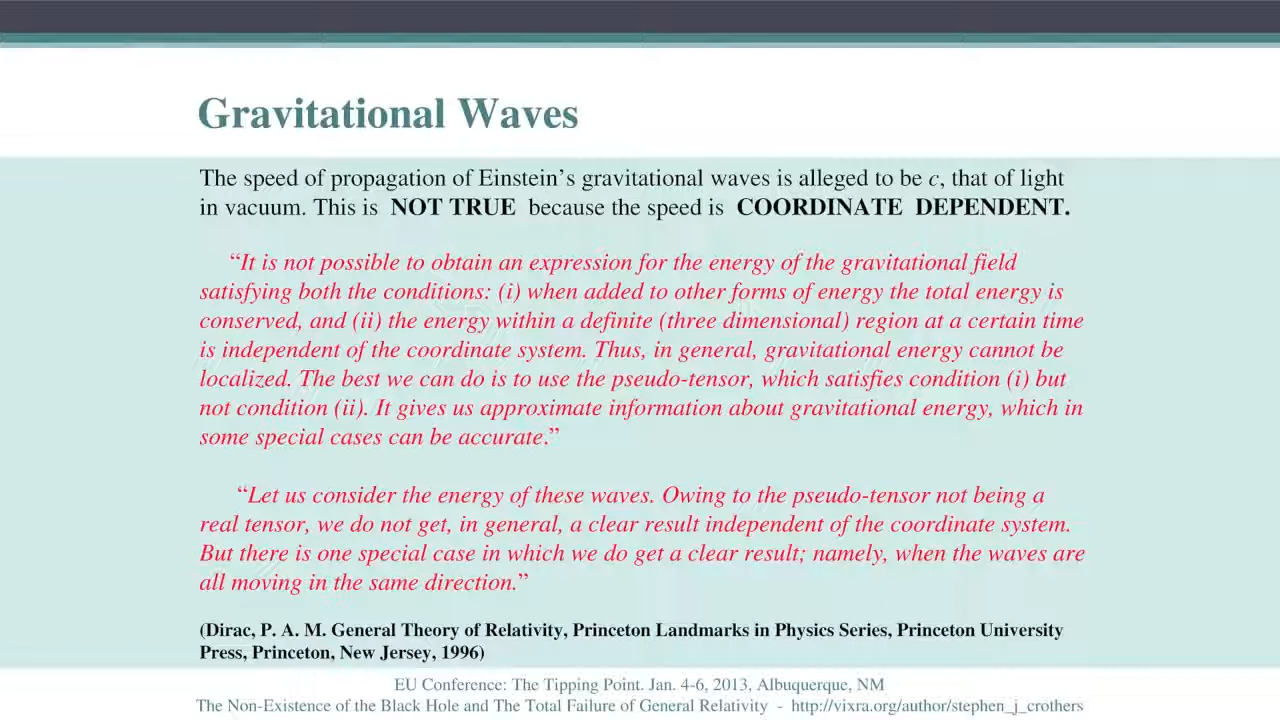 Gravitational Waves
The speed of propagation of Einstein’s gravitational waves is alleged to be c, that of light
in vacuum. This is NOT TRUE because the speed is COORDINATE DEPENDENT.
“It is not possible to obtain an expression for the energy of the gravitational field
satisfying both the conditions: (i) when added to other forms of energy the total energy is
conserved, and (ii) the energy within a definite (three dimensional) region at a certain time
is independent of the coordinate system. Thus, in general, gravitational energy cannot be
localized. The best we can do is to use the pseudo-tensor, which satisfies condition (i) but
not condition (ii). It gives us approximate information about gravitational energy, which in
some special cases can be accurate.”
“Let us consider the energy of these waves. Owing to the pseudo-tensor not being a
real tensor, we do not get, in general, a clear result independent of the coordinate system.
But there is one special case in which we do get a clear result; namely, when the waves are
all moving in the same direction.”
(Dirac, P. A. M. General Theory of Relativity, Princeton Landmarks in Physics Series, Princeton University
Press, Princeton, New Jersey, 1996)
EU Conference: The Tipping Point. Jan. 4-6, 2013, Albuquerque, NM
The Non-Existence of the Black Hole and The Total Failure of General Relativity - http://vixra.org/author/stephen_j_crothers